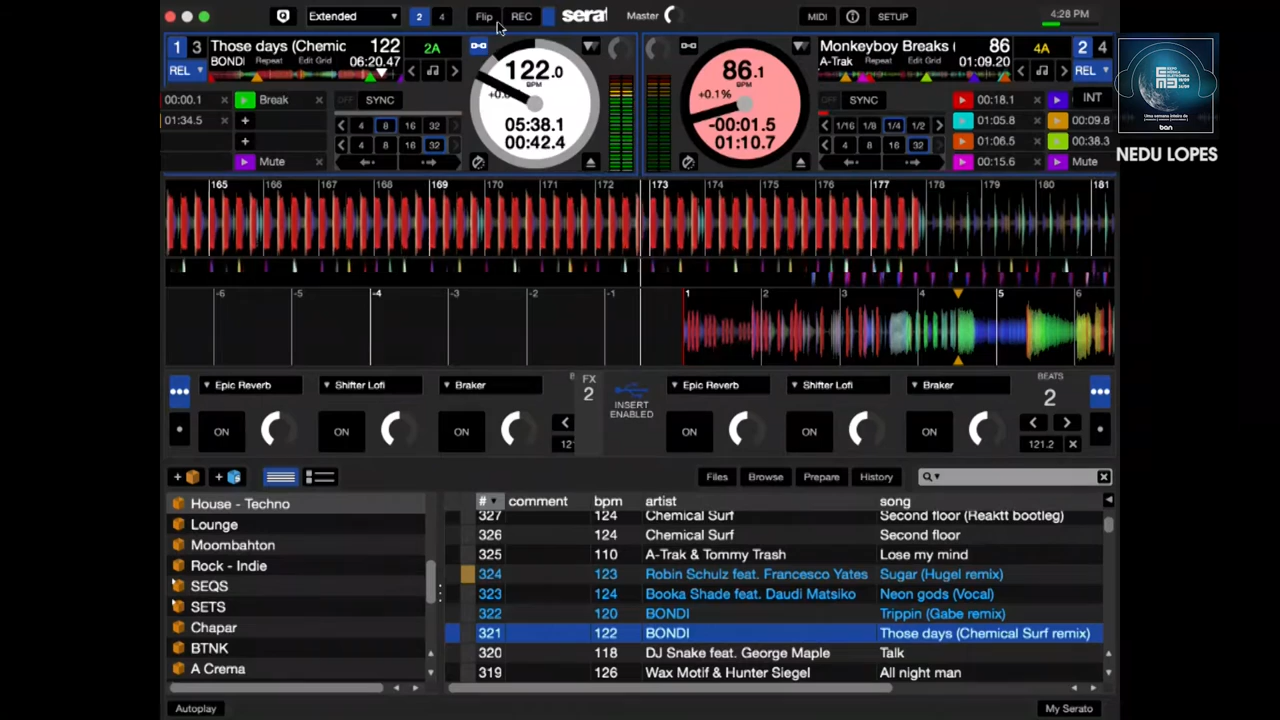 Extended
2
4
Flip
REC
serat
Master
MIDI
SETUP
4:28 PM
1
3
Those days (Chemic
122
2A
BONDI
Repeat
Edit Grid
06:20.47
REL
122.0
BPM
05:38.1
00:42.4
86.1
BPM
+0.1%
-00:01.5
01:10.7
Monkeyboy Breaks (
86
4A
2
4
A-Trak
Repeat
Edit Grid
01:09.20
REL
00:00.1
Break
01:34.5
Mute
SYNC
4 8 16 32
4 8 16 32
SYNC
1/16 1/8 1/4 1/2
4 8 16 32
00:18.1
INT
01:05.8
00:09.8
01:06.5
00:38.3
00:15.6
Mute
ban
NEDU LOPES
165 166 167 168 169 170 171 172 173 174 175 176 177 178 179 180 181
-6 -5 -4 -3 -2 -1 1 2 3 4 5 6
Epic Reverb
Shifter Lofi
Braker
FX
2
INSERT
ENABLED
Epic Reverb
Shifter Lofi
Braker
BEATS
2
ON
ON
ON
12
ON
ON
ON
121.2
Files
Browse
Prepare
History
House - Techno
Lounge
Moombahton
Rock - Indie
SEQS
SETS
Chapar
BTNK
A Crema
# comment bpm artist song
327 124 Chemical Surf Second floor (Reaktt bootleg)
326 124 Chemical Surf Second floor
325 110 A-Trak & Tommy Trash Lose my mind
324 123 Robin Schulz feat. Francesco Yates Sugar (Hugel remix)
323 124 Booka Shade feat. Daudi Matsiko Neon gods (Vocal)
322 120 BONDI Trippin (Gabe remix)
321 122 BONDI Those days (Chemical Surf remix)
320 118 DJ Snake feat. George Maple Talk
319 126 Wax Motif & Hunter Siegel All night man
Autoplay
My Serato